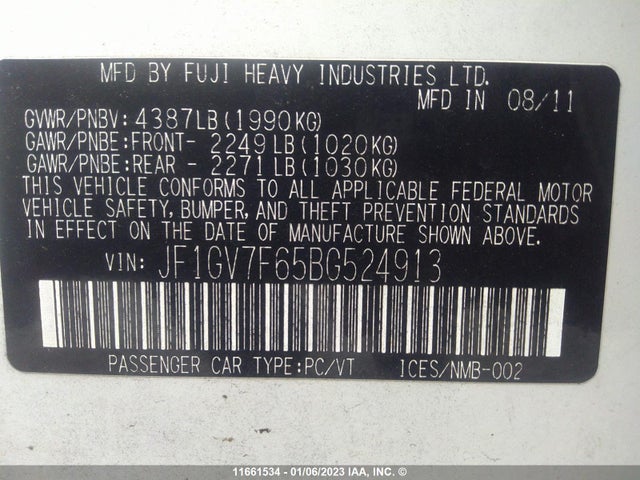 MFD BY FUJI HEAVY INDUSTRIES LTD.
MFD IN 08/11
GVWR/PNBV: 4387LB(1990KG)
GAWR/PNBE:FRONT- 2249LB(1020KG)
GAWR/PNBE:REAR - 2271LB(1030KG)
THIS VEHICLE CONFORMS TO ALL APPLICABLE FEDERAL MOTOR
VEHICLE SAFETY, BUMPER, AND THEFT PREVENTION STANDARDS
IN EFFECT ON THE DATE OF MANUFACTURE SHOWN ABOVE.
VIN: JF1GV7F65BG524913
PASSENGER CAR TYPE:PC/VT ICES/NMB-002
11661534 - 01/06/2023 IAA, INC. ©